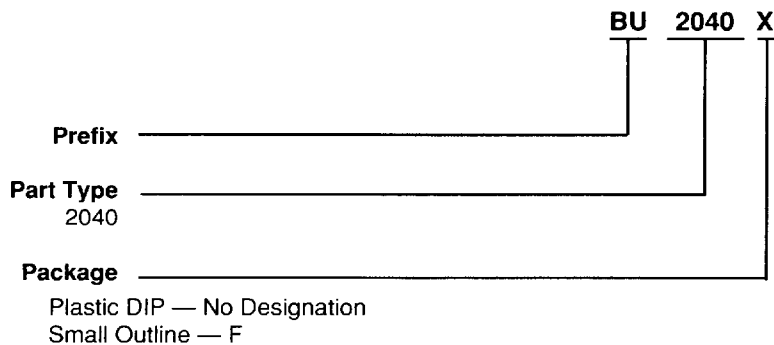 BU 2040 X
Prefix
Part Type
2040
Package
Plastic DIP — No Designation
Small Outline — F